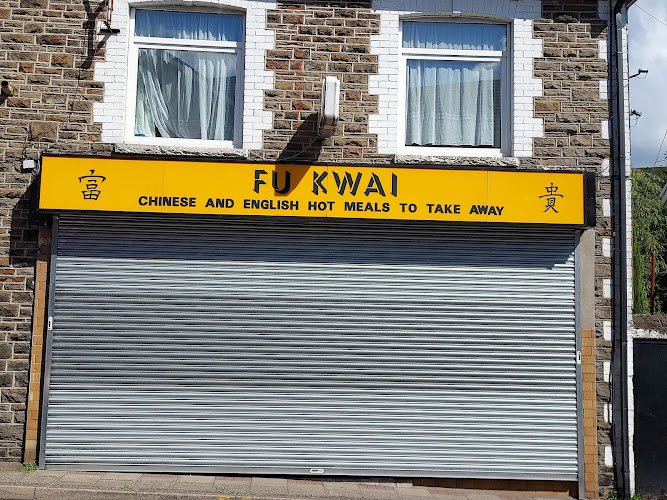 富 FU KWAI 貴
CHINESE AND ENGLISH HOT MEALS TO TAKE AWAY